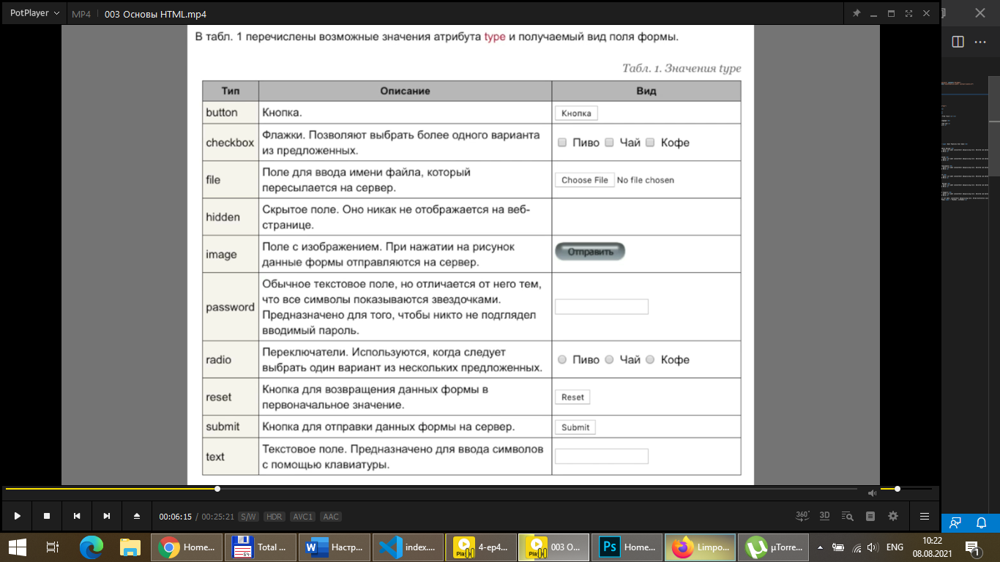 PotPlayer MP4 003 Основы HTML.mp4
В табл. 1 перечислены возможные значения атрибута type и получаемый вид поля формы.
Табл. 1. Значения type
Тип Описание Вид
button Кнопка. Кнопка
checkbox Флажки. Позволяют выбрать более одного варианта
из предложенных. Пиво Чай Кофе
file Поле для ввода имени файла, который
пересылается на сервер. Choose File No file chosen
hidden Скрытое поле. Оно никак не отображается на веб-
странице.
image Поле с изображением. При нажатии на рисунок
данные формы отправляются на сервер. Отправить
password Обычное текстовое поле, но отличается от него тем,
что все символы показываются звездочками.
Предназначено для того, чтобы никто не подглядел
вводимый пароль.
radio Переключатели. Используются, когда следует
выбрать один вариант из нескольких предложенных. Пиво Чай Кофе
reset Кнопка для возвращения данных формы в
первоначальное значение. Reset
submit Кнопка для отправки данных формы на сервер. Submit
text Текстовое поле. Предназначено для ввода символов
с помощью клавиатуры.
00:06:15 / 00:25:21 S/W HDR AVC1 AAC 360° 3D
Home... Total ... Настр... index.... 4-ep4... 003 О... Home... Limpo... µTorre... ENG 10:22
08.08.2021 1